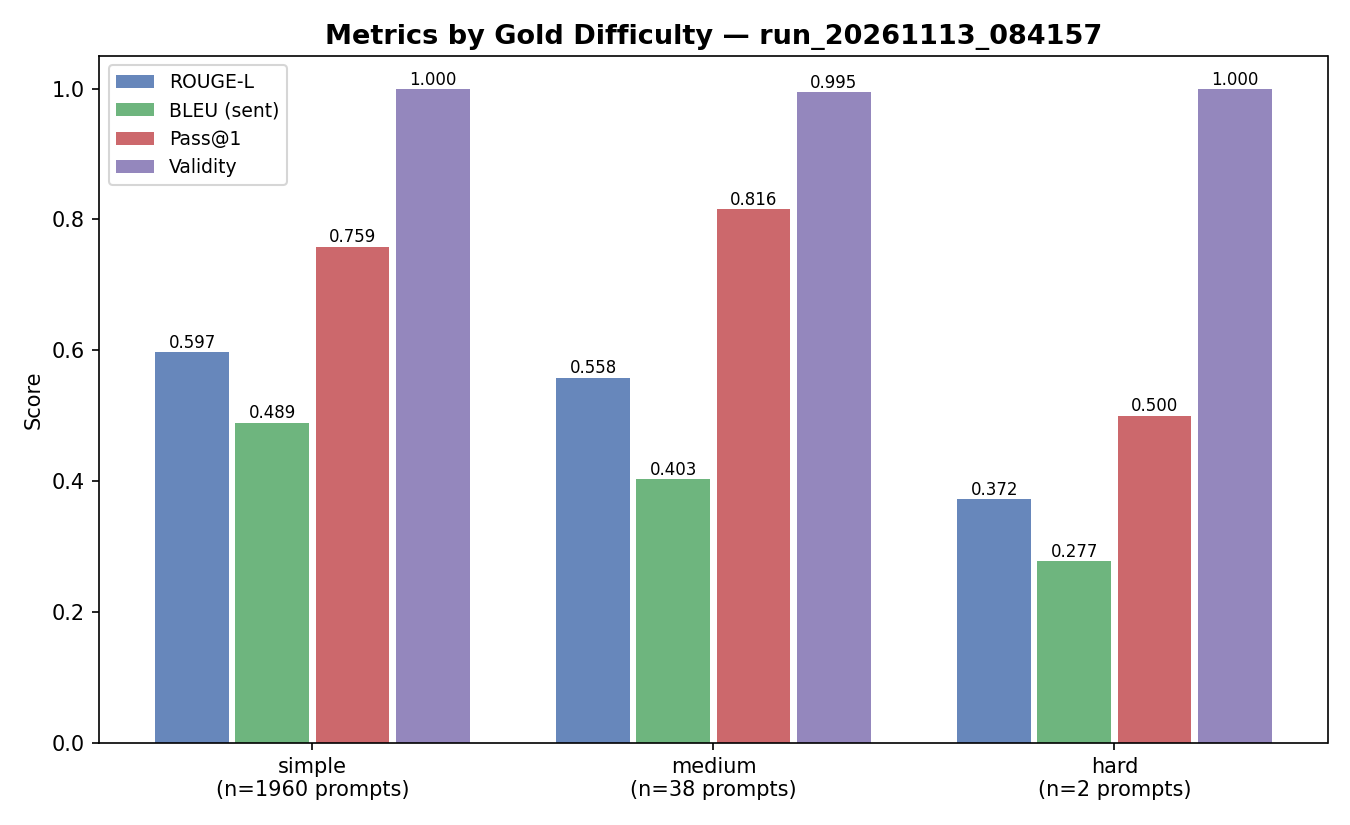 Metrics by Gold Difficulty — run_20261113_084157
ROUGE-L
BLEU (sent)
Pass@1
Validity
Score
1.0
0.8
0.6
0.4
0.2
0.0
0.597
0.489
0.759
1.000
0.558
0.403
0.816
0.995
0.372
0.277
0.500
1.000
simple
(n=1960 prompts)
medium
(n=38 prompts)
hard
(n=2 prompts)